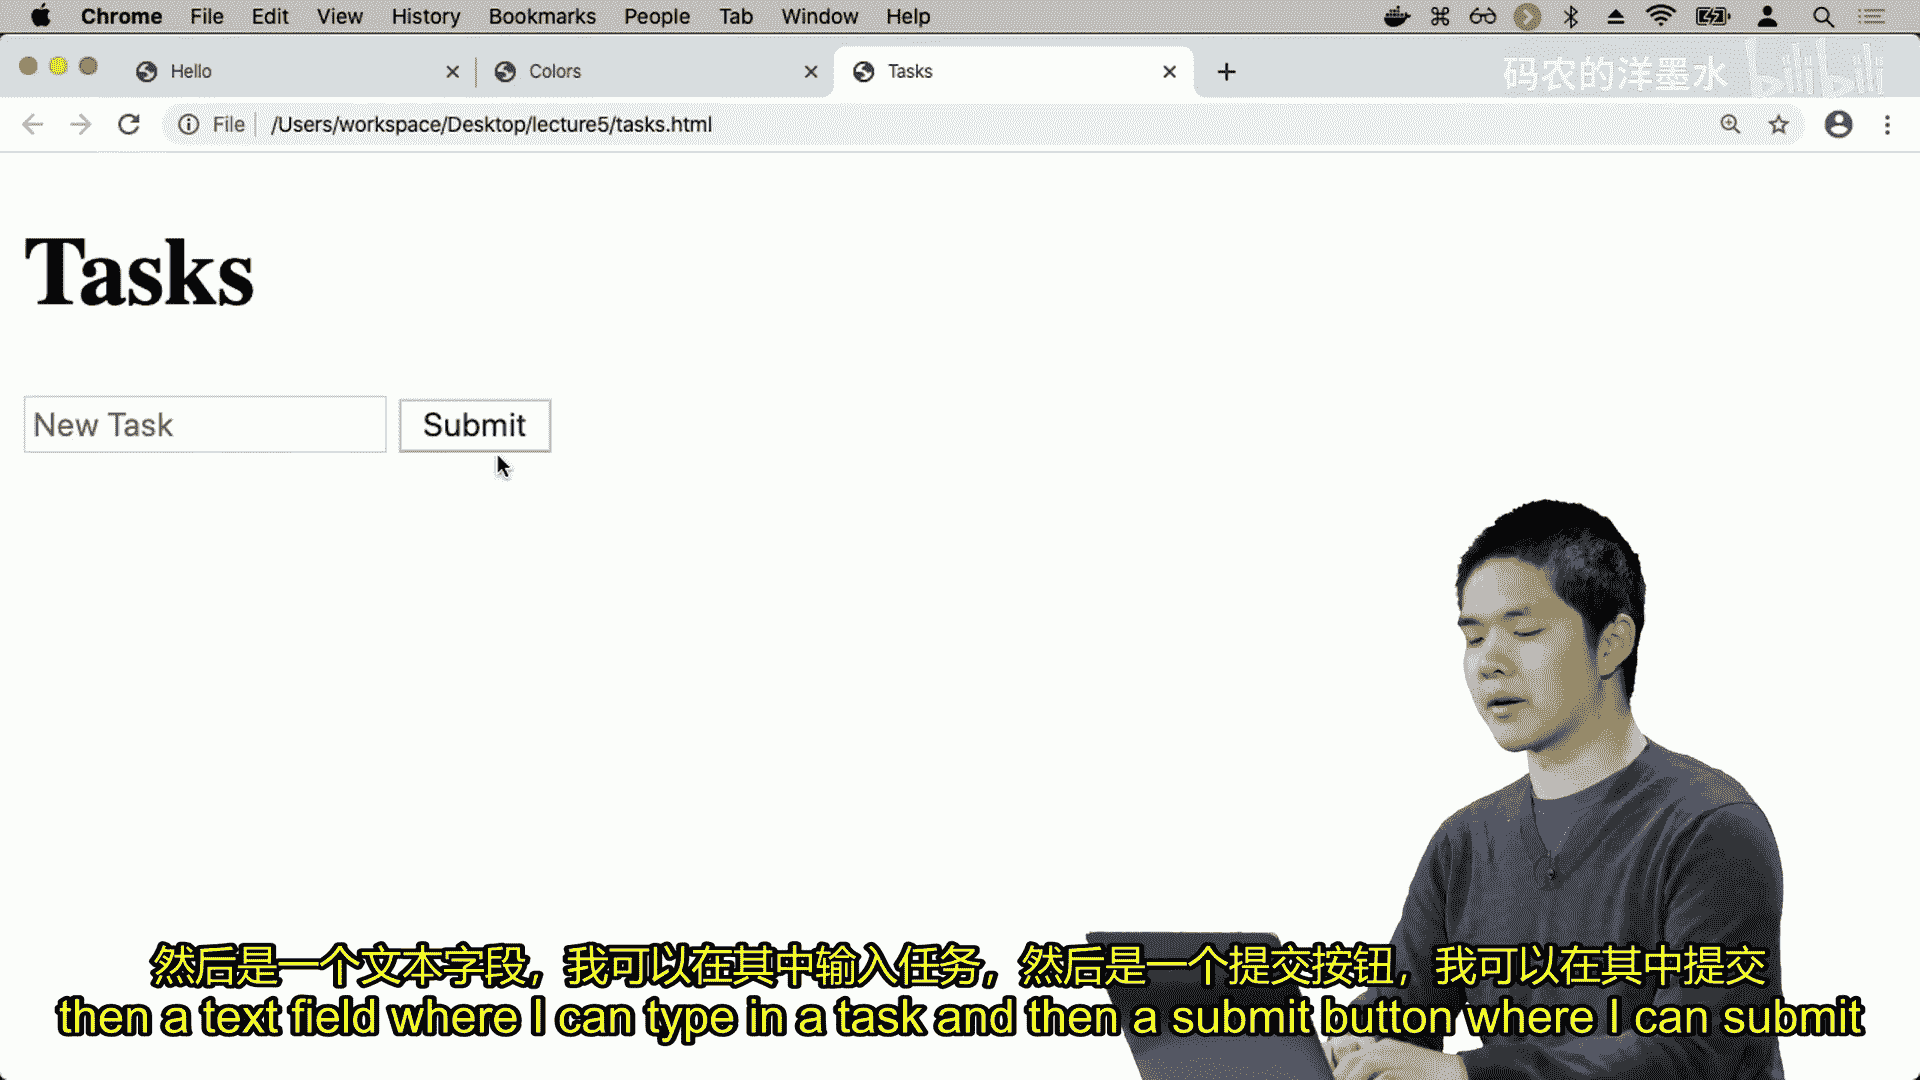 Chrome File Edit View History Bookmarks People Tab Window Help
Hello
Colors
Tasks
码农的洋墨水 bilibili
File /Users/workspace/Desktop/lecture5/tasks.html
Tasks
New Task
Submit
然后是一个文本字段，我可以在其中输入任务，然后是一个提交按钮，我可以在其中提交
then a text field where I can type in a task and then a submit button where I can submit